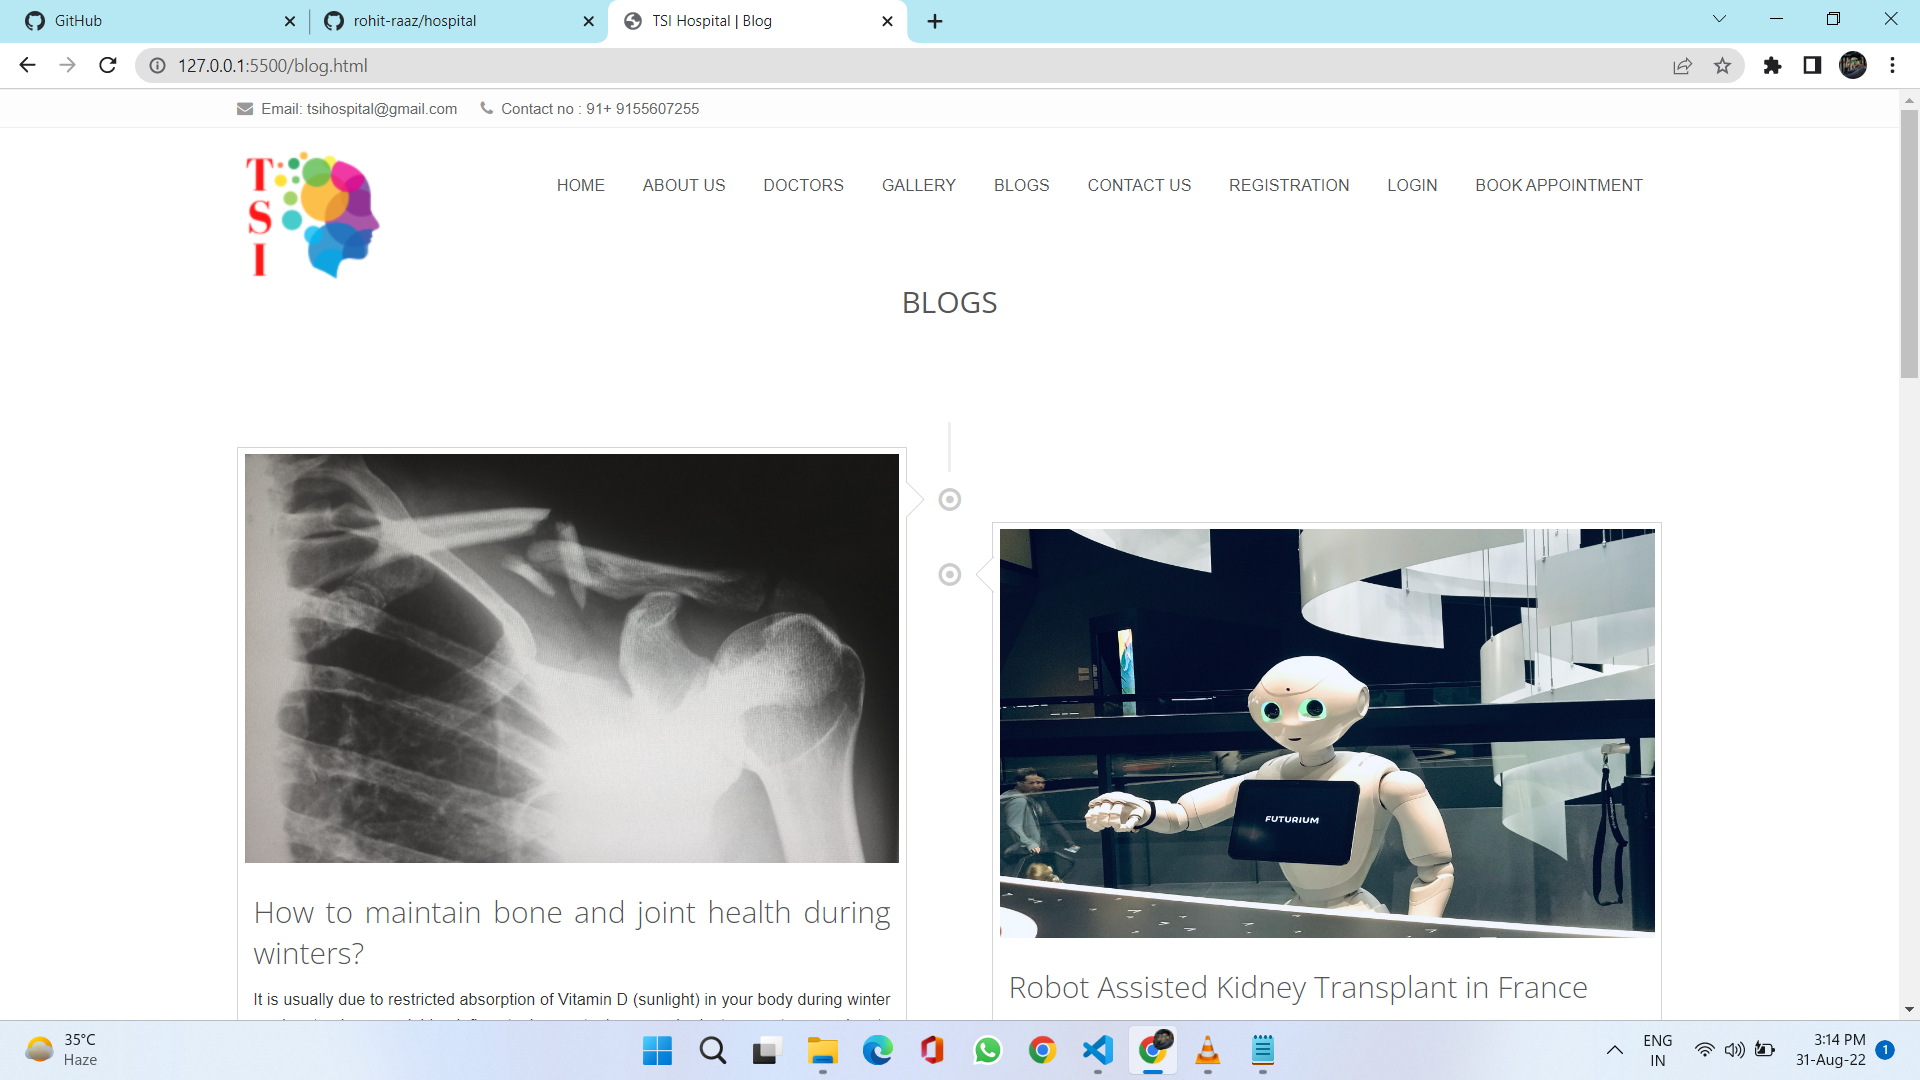 GitHub
rohit-raaz/hospital
TSI Hospital | Blog
127.0.0.1:5500/blog.html
Email: tsihospital@gmail.com Contact no : 91+ 9155607255
T
S
I
HOME ABOUT US DOCTORS GALLERY BLOGS CONTACT US REGISTRATION LOGIN BOOK APPOINTMENT
BLOGS
FUTURIUM
How to maintain bone and joint health during
winters?
It is usually due to restricted absorption of Vitamin D (sunlight) in your body during winter
Robot Assisted Kidney Transplant in France
35°C
Haze
ENG
IN
3:14 PM
31-Aug-22
1